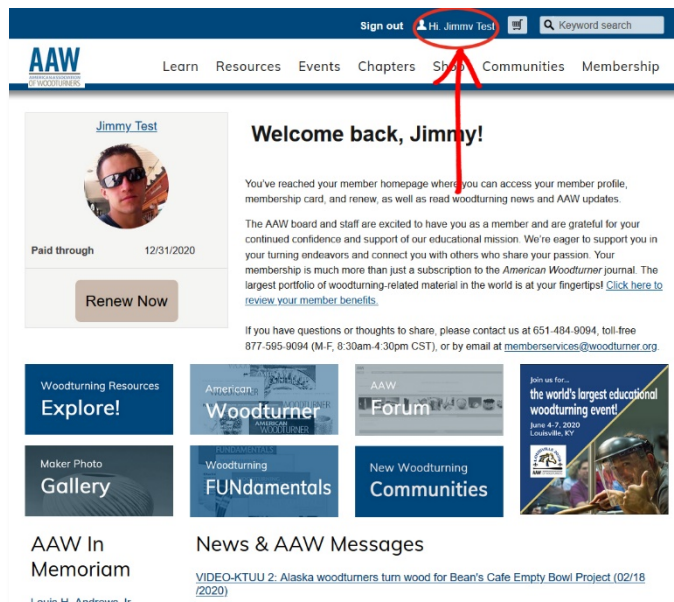 Sign out Hi, Jimmy Test Keyword search
AAW
AMERICAN ASSOCIATION
OF WOODTURNERS
Learn Resources Events Chapters Shop Communities Membership
Jimmy Test
Paid through 12/31/2020
Renew Now
Welcome back, Jimmy!
You've reached your member homepage where you can access your member profile,
membership card, and renew, as well as read woodturning news and AAW updates.
The AAW board and staff are excited to have you as a member and are grateful for your
continued confidence and support of our educational mission. We're eager to support you in
your turning endeavors and connect you with others who share your passion. Your
membership is much more than just a subscription to the American Woodturner journal. The
largest portfolio of woodturning-related material in the world is at your fingertips! Click here to
review your member benefits.
If you have questions or thoughts to share, please contact us at 651-484-9094, toll-free
877-595-9094 (M-F, 8:30am-4:30pm CST), or by email at memberservices@woodturner.org.
Woodturning Resources
Explore!
American
Woodturner
AMERICAN
WOODTURNER
AAW
Forum
Join us for...
the world's largest educational
woodturning event!
June 4-7, 2020
Louisville, KY
Maker Photo
Gallery
FUNDAMENTALS
Woodturning
FUNdamentals
New Woodturning
Communities
AAW In
Memoriam
Louis H. Andrews, Jr.
News & AAW Messages
VIDEO-KTUU 2: Alaska woodturners turn wood for Bean's Cafe Empty Bowl Project (02/18
/2020)